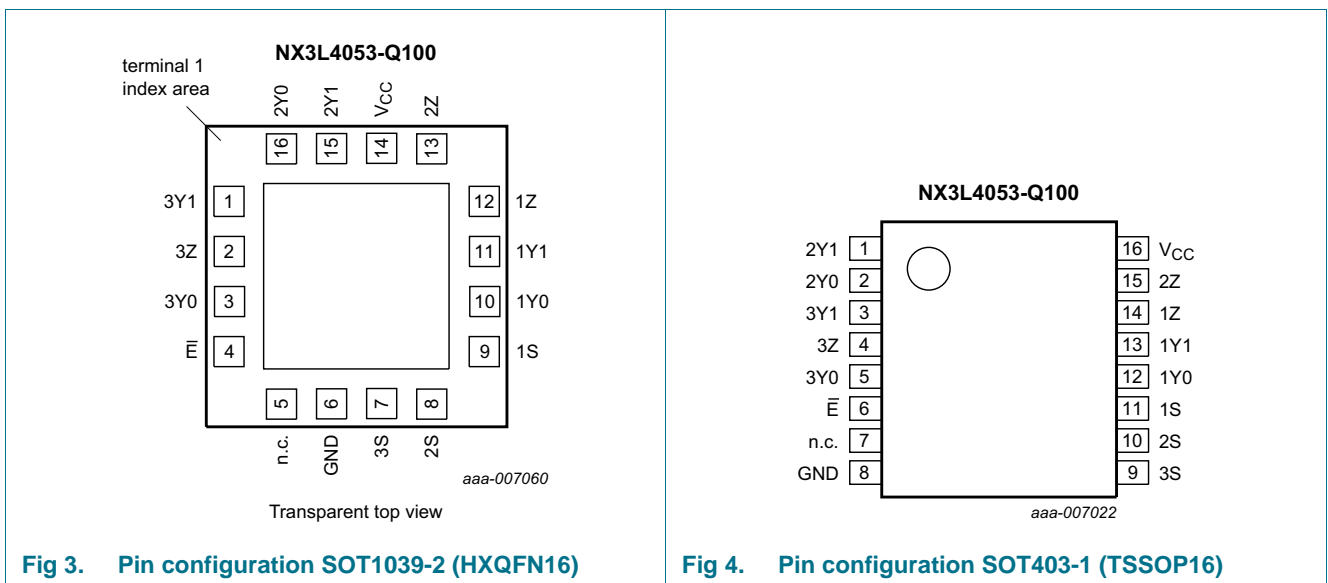 NX3L4053-Q100
terminal 1
index area
2Y0
2Y1
VCC
2Z
16
15
14
13
3Y1 1
12 1Z
3Z 2
11 1Y1
3Y0 3
10 1Y0
E̅ 4
9 1S
5
6
7
8
n.c.
GND
3S
2S
aaa-007060
Transparent top view
Fig 3. Pin configuration SOT1039-2 (HXQFN16)
NX3L4053-Q100
2Y1 1
16 VCC
2Y0 2
15 2Z
3Y1 3
14 1Z
3Z 4
13 1Y1
3Y0 5
12 1Y0
E̅ 6
11 1S
n.c. 7
10 2S
GND 8
9 3S
aaa-007022
Fig 4. Pin configuration SOT403-1 (TSSOP16)